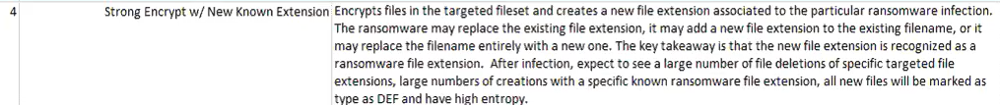 4 Strong Encrypt w/ New Known Extension Encrypts files in the targeted fileset and creates a new file extension associated to the particular ransomware infection.
The ransomware may replace the existing file extension, it may add a new file extension to the existing filename, or it
may replace the filename entirely with a new one. The key takeaway is that the new file extension is recognized as a
ransomware file extension.  After infection, expect to see a large number of file deletions of specific targeted file
extensions, large numbers of creations with a specific known ransomware file extension, all new files will be marked as
type as DEF and have high entropy.